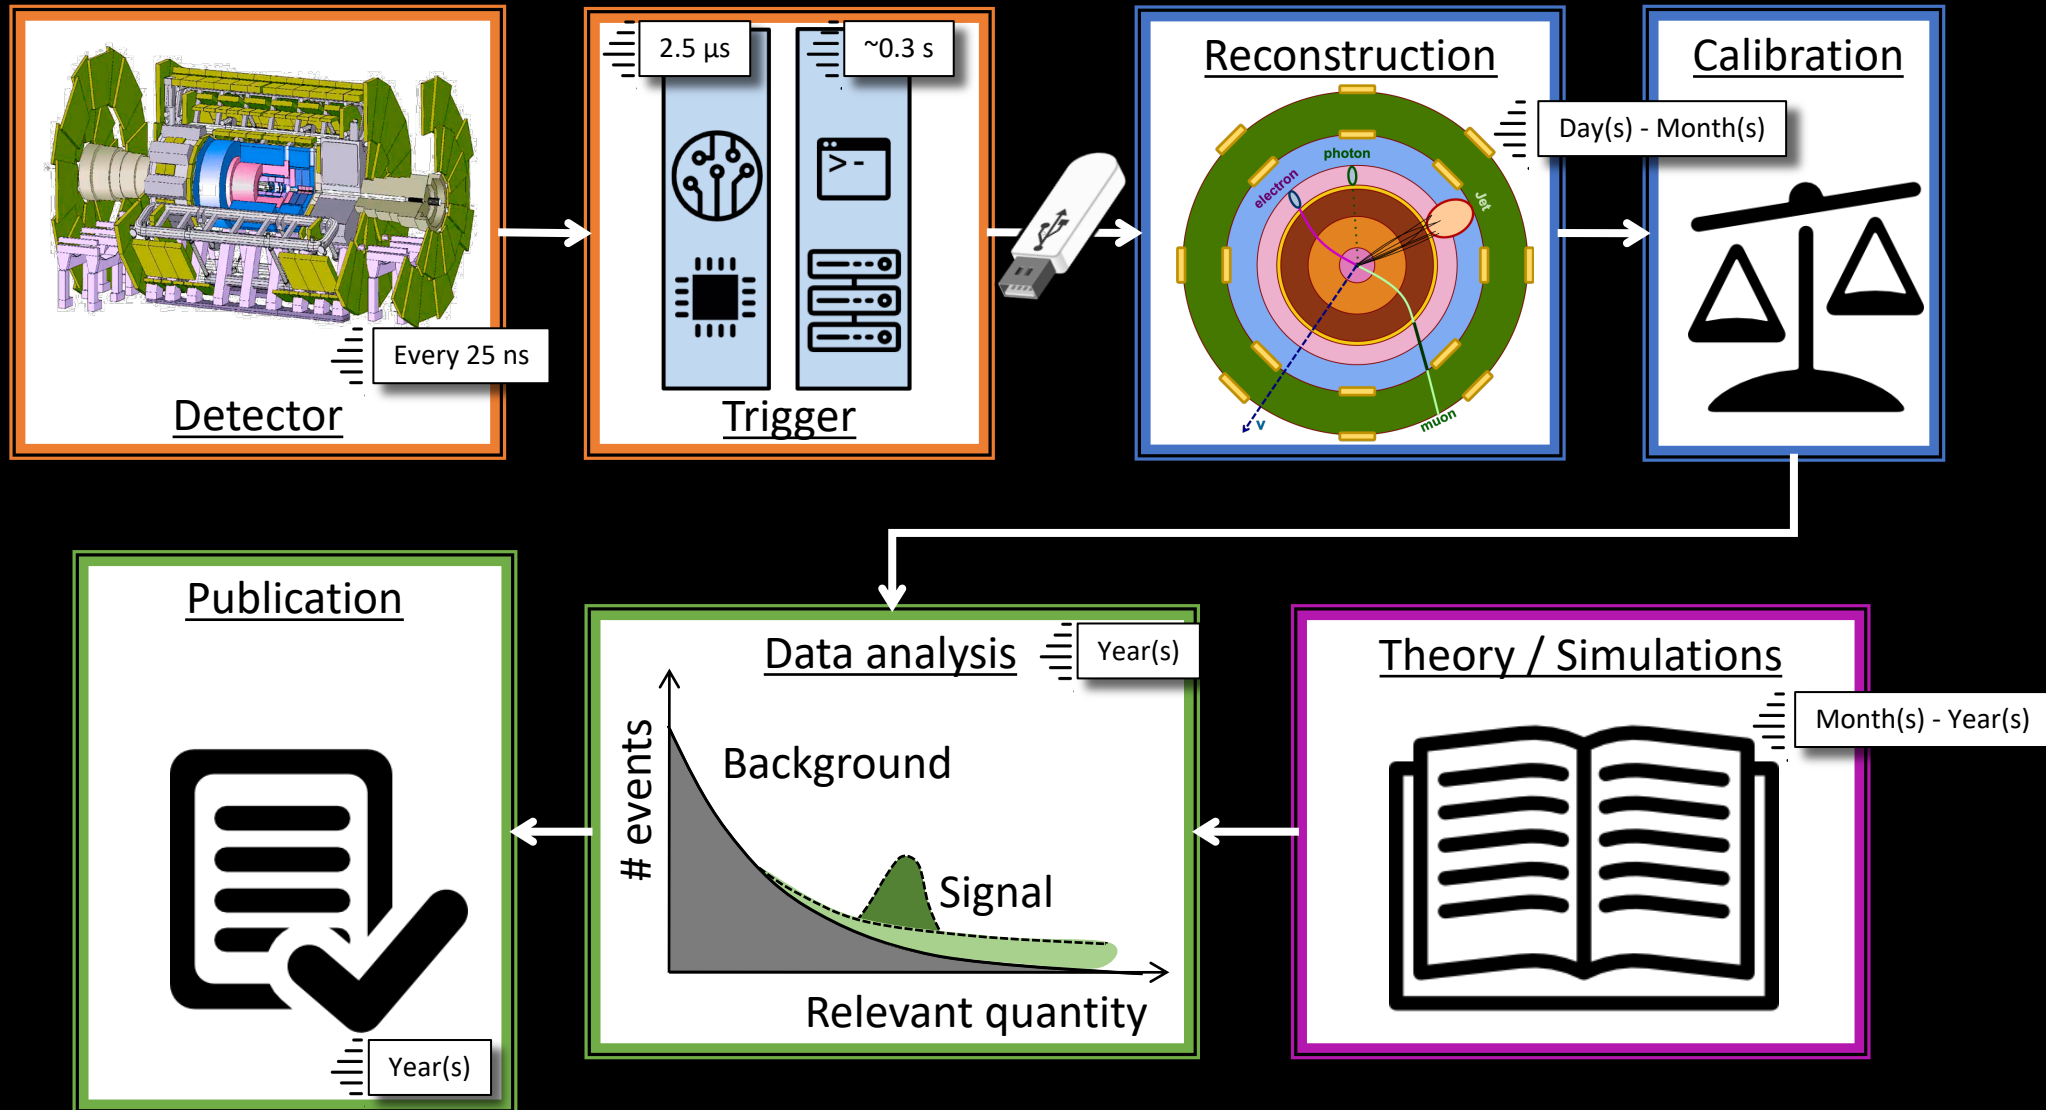 Every 25 ns
Detector
2.5 µs
~0.3 s
>-
Trigger
Reconstruction
Day(s) - Month(s)
photon
electron
Jet
muon
ν
Calibration
Publication
Year(s)
Data analysis
Year(s)
# events
Background
Signal
Relevant quantity
Theory / Simulations
Month(s) - Year(s)